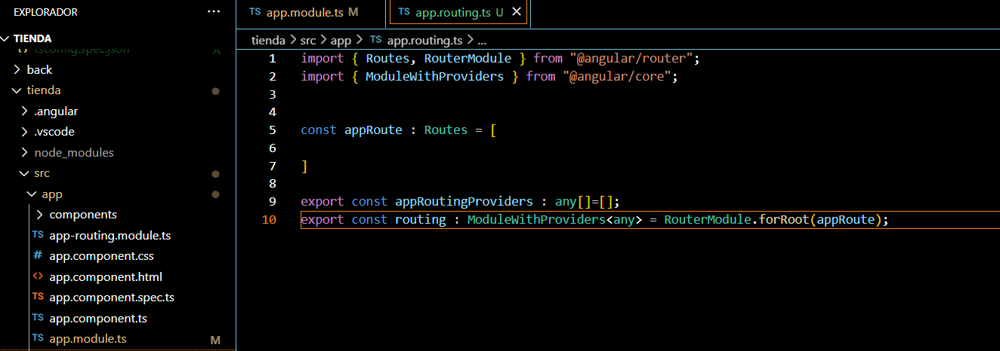 EXPLORADOR ···
TIENDA
{} tsconfig.spec.json A
back
tienda
.angular
.vscode
node_modules
src
app
components
TS app-routing.module.ts
# app.component.css
<> app.component.html
TS app.component.spec.ts
TS app.component.ts
TS app.module.ts M
TS app.module.ts M TS app.routing.ts U
tienda > src > app > TS app.routing.ts > ...
1 import { Routes, RouterModule } from "@angular/router";
2 import { ModuleWithProviders } from "@angular/core";
3
4
5 const appRoute : Routes = [
6
7 ]
8
9 export const appRoutingProviders : any[]=[];
10 export const routing : ModuleWithProviders<any> = RouterModule.forRoot(appRoute);